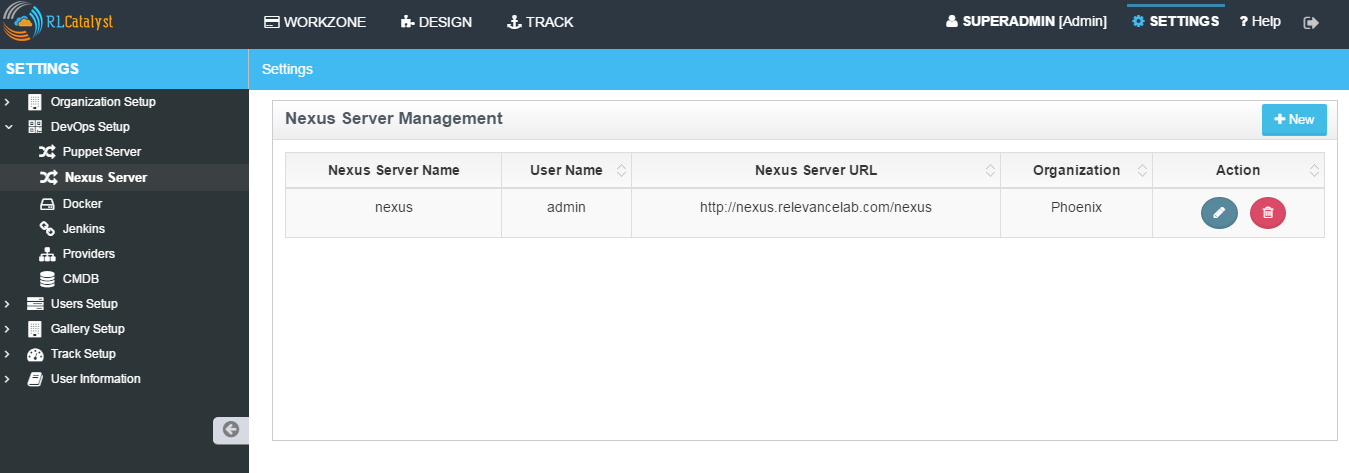 RLCatalyst WORKZONE DESIGN TRACK SUPERADMIN [Admin] SETTINGS ? Help
SETTINGS Settings
Organization Setup
DevOps Setup
Puppet Server
Nexus Server
Docker
Jenkins
Providers
CMDB
Users Setup
Gallery Setup
Track Setup
User Information
Nexus Server Management + New
Nexus Server Name User Name Nexus Server URL Organization Action
nexus admin http://nexus.relevancelab.com/nexus Phoenix